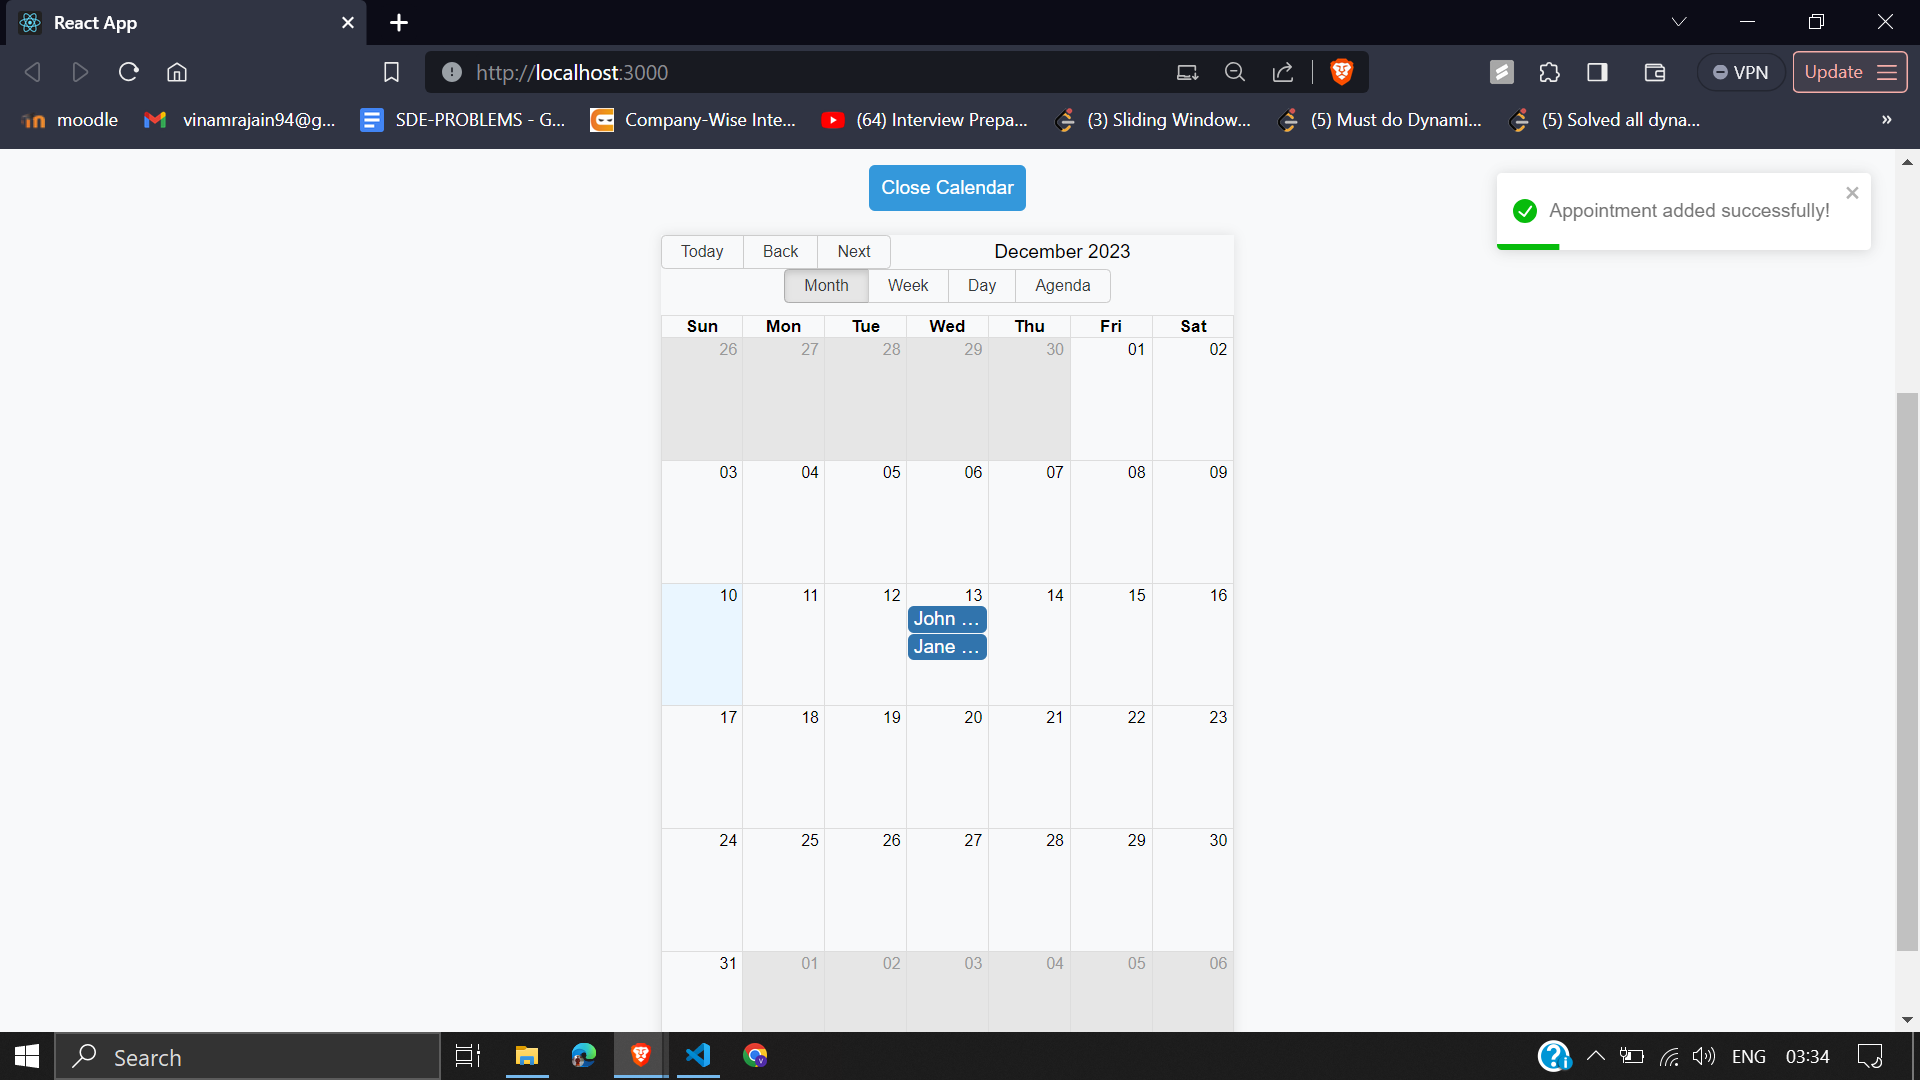 React App
http://localhost:3000
VPN
Update
moodle
vinamrajain94@g...
SDE-PROBLEMS - G...
Company-Wise Inte...
(64) Interview Prepa...
(3) Sliding Window...
(5) Must do Dynami...
(5) Solved all dyna...
»
Close Calendar
Appointment added successfully!
Today Back Next December 2023
Month Week Day Agenda
Sun Mon Tue Wed Thu Fri Sat
26 27 28 29 30 01 02
03 04 05 06 07 08 09
10 11 12 13 14 15 16
John ...
Jane ...
17 18 19 20 21 22 23
24 25 26 27 28 29 30
31 01 02 03 04 05 06
Search
ENG 03:34